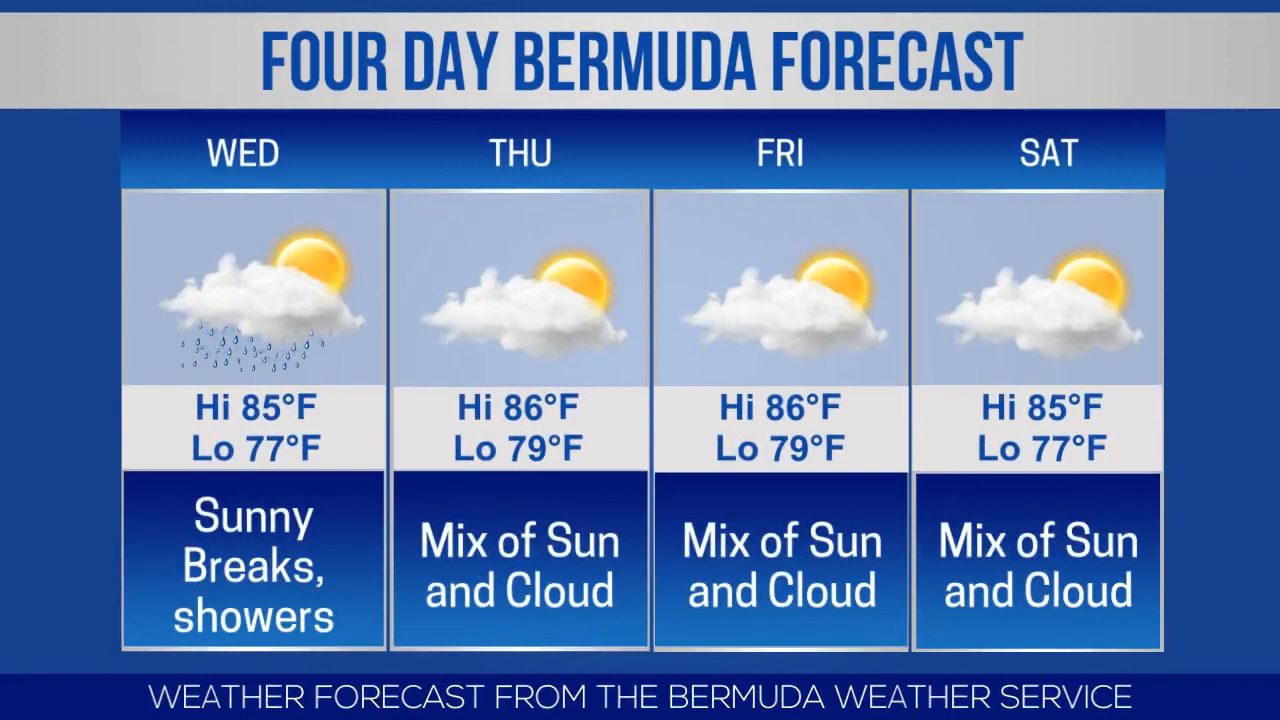 FOUR DAY BERMUDA FORECAST
WED
THU
FRI
SAT
Hi 85°F
Lo 77°F
Hi 86°F
Lo 79°F
Hi 86°F
Lo 79°F
Hi 85°F
Lo 77°F
Sunny
Breaks,
showers
Mix of Sun
and Cloud
Mix of Sun
and Cloud
Mix of Sun
and Cloud
WEATHER FORECAST FROM THE BERMUDA WEATHER SERVICE